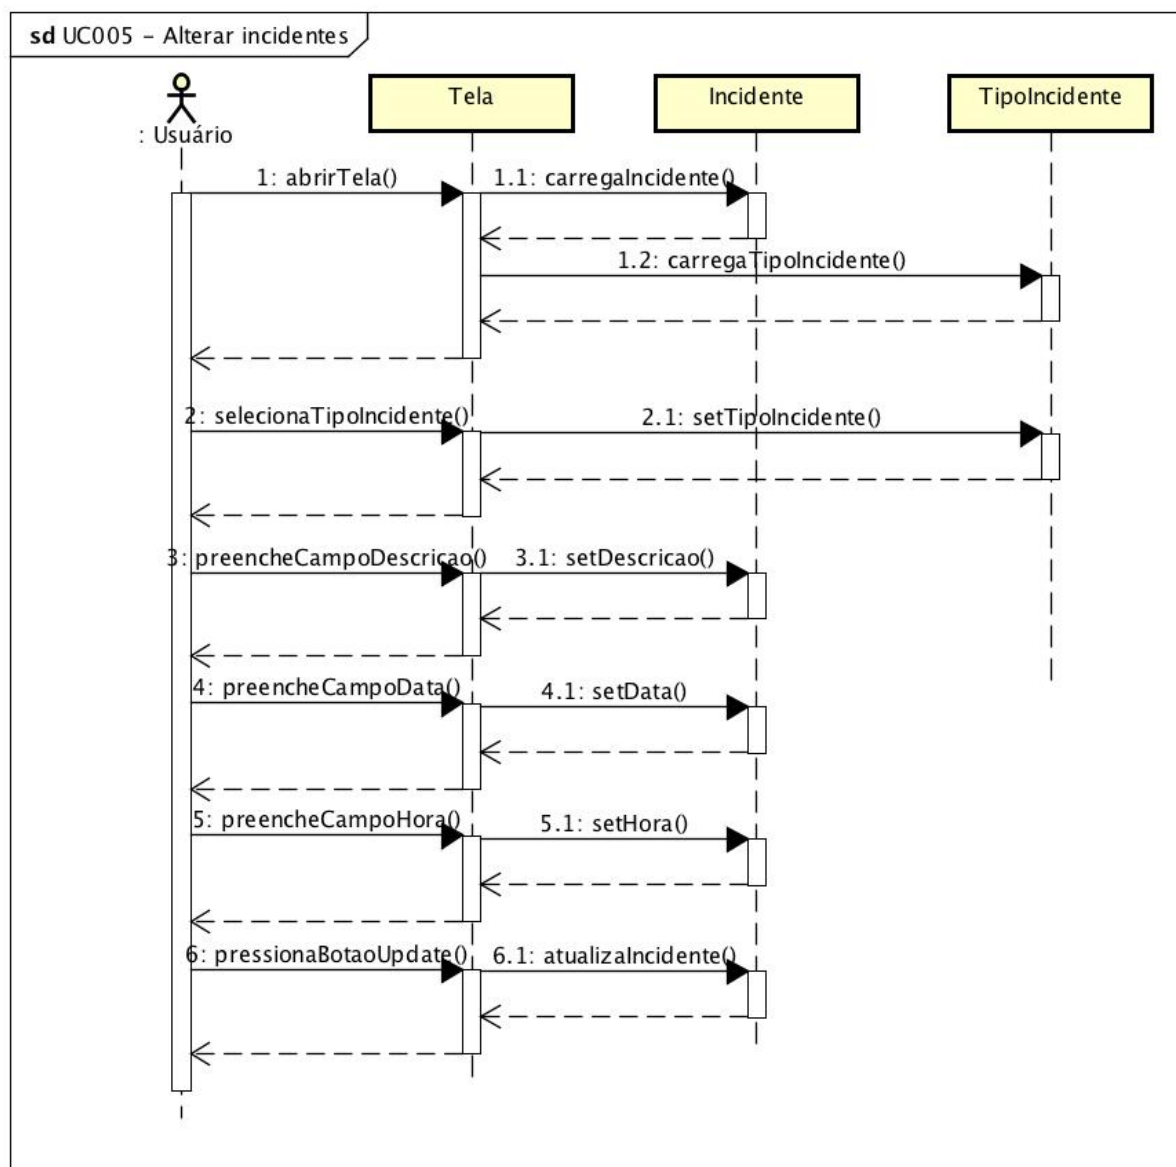 sd UC005 - Alterar incidentes
Tela
Incidente
TipoIncidente
: Usuário
1: abrirTela()
1.1: carregaIncidente()
1.2: carregaTipoIncidente()
2: selecionaTipoIncidente()
2.1: setTipoIncidente()
3: preencheCampoDescricao()
3.1: setDescricao()
4: preencheCampoData()
4.1: setData()
5: preencheCampoHora()
5.1: setHora()
6: pressionaBotaoUpdate()
6.1: atualizaIncidente()